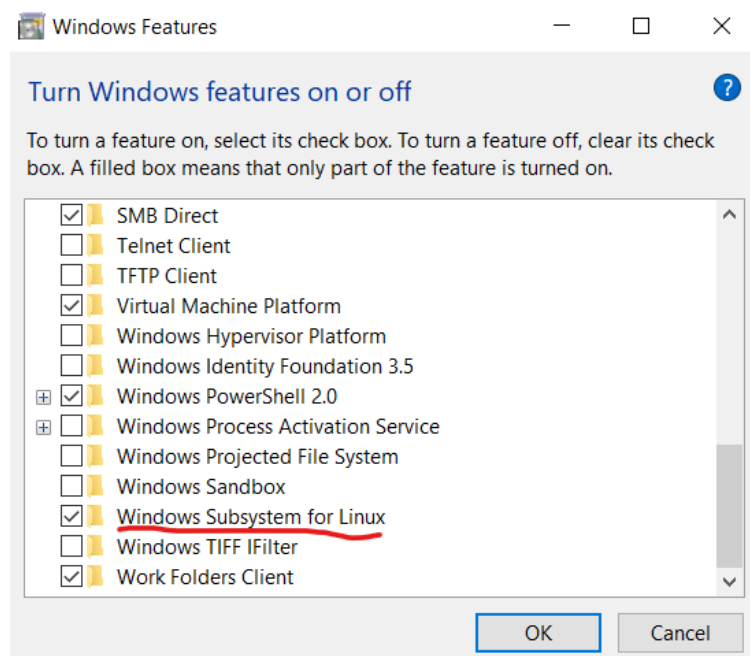 Windows Features
Turn Windows features on or off
?
To turn a feature on, select its check box. To turn a feature off, clear its check
box. A filled box means that only part of the feature is turned on.
SMB Direct
Telnet Client
TFTP Client
Virtual Machine Platform
Windows Hypervisor Platform
Windows Identity Foundation 3.5
Windows PowerShell 2.0
Windows Process Activation Service
Windows Projected File System
Windows Sandbox
Windows Subsystem for Linux
Windows TIFF IFilter
Work Folders Client
OK
Cancel